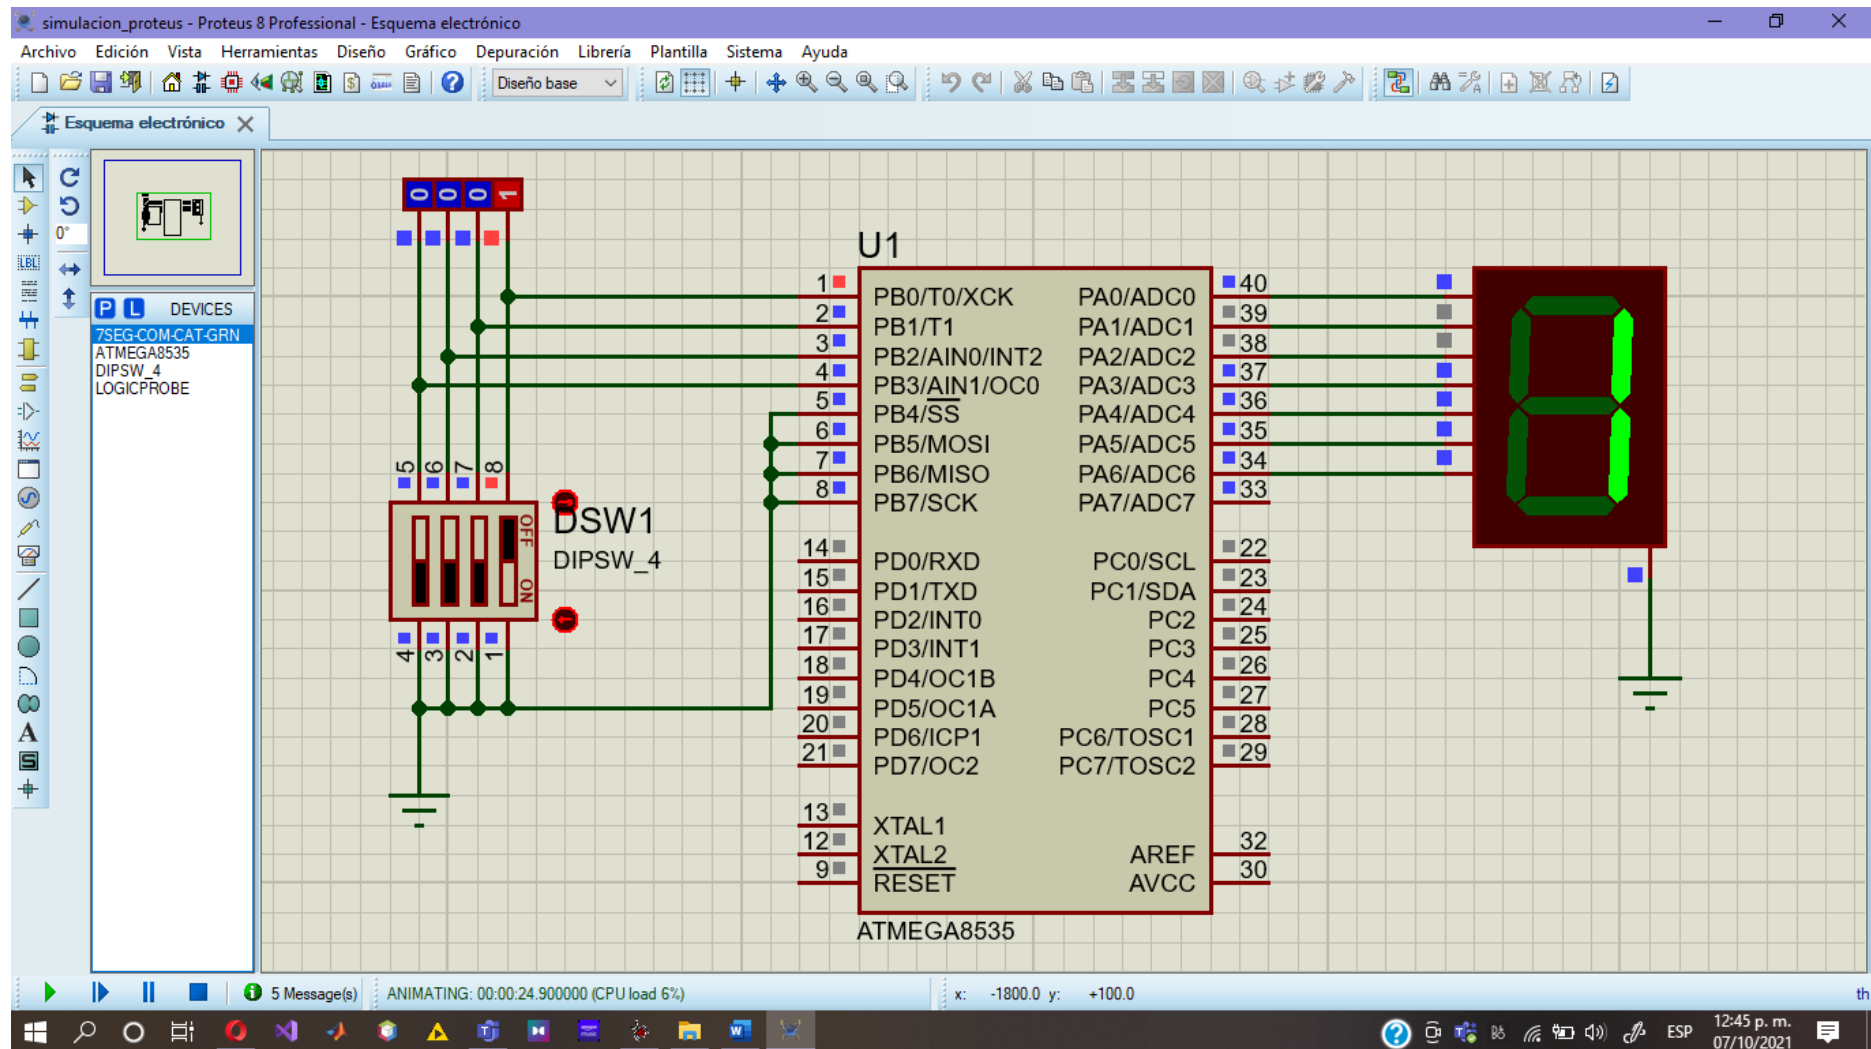 simulacion_proteus - Proteus 8 Professional - Esquema electrónico
Archivo Edición Vista Herramientas Diseño Gráfico Depuración Librería Plantilla Sistema Ayuda
Diseño base
Esquema electrónico
0°
LBL
A
S
P L DEVICES
7SEG-COM-CAT-GRN
ATMEGA8535
DIPSW_4
LOGICPROBE
0 0 0 1
5 6 7 8
OFF
ON
4 3 2 1
DSW1
DIPSW_4
U1
1 PB0/T0/XCK PA0/ADC0 40
2 PB1/T1 PA1/ADC1 39
3 PB2/AIN0/INT2 PA2/ADC2 38
4 PB3/AIN1/OC0 PA3/ADC3 37
5 PB4/SS PA4/ADC4 36
6 PB5/MOSI PA5/ADC5 35
7 PB6/MISO PA6/ADC6 34
8 PB7/SCK PA7/ADC7 33
14 PD0/RXD PC0/SCL 22
15 PD1/TXD PC1/SDA 23
16 PD2/INT0 PC2 24
17 PD3/INT1 PC3 25
18 PD4/OC1B PC4 26
19 PD5/OC1A PC5 27
20 PD6/ICP1 PC6/TOSC1 28
21 PD7/OC2 PC7/TOSC2 29
13 XTAL1
12 XTAL2 AREF 32
9 RESET AVCC 30
ATMEGA8535
5 Message(s) ANIMATING: 00:00:24.900000 (CPU load 6%) x: -1800.0 y: +100.0 th
ESP 12:45 p. m.
07/10/2021